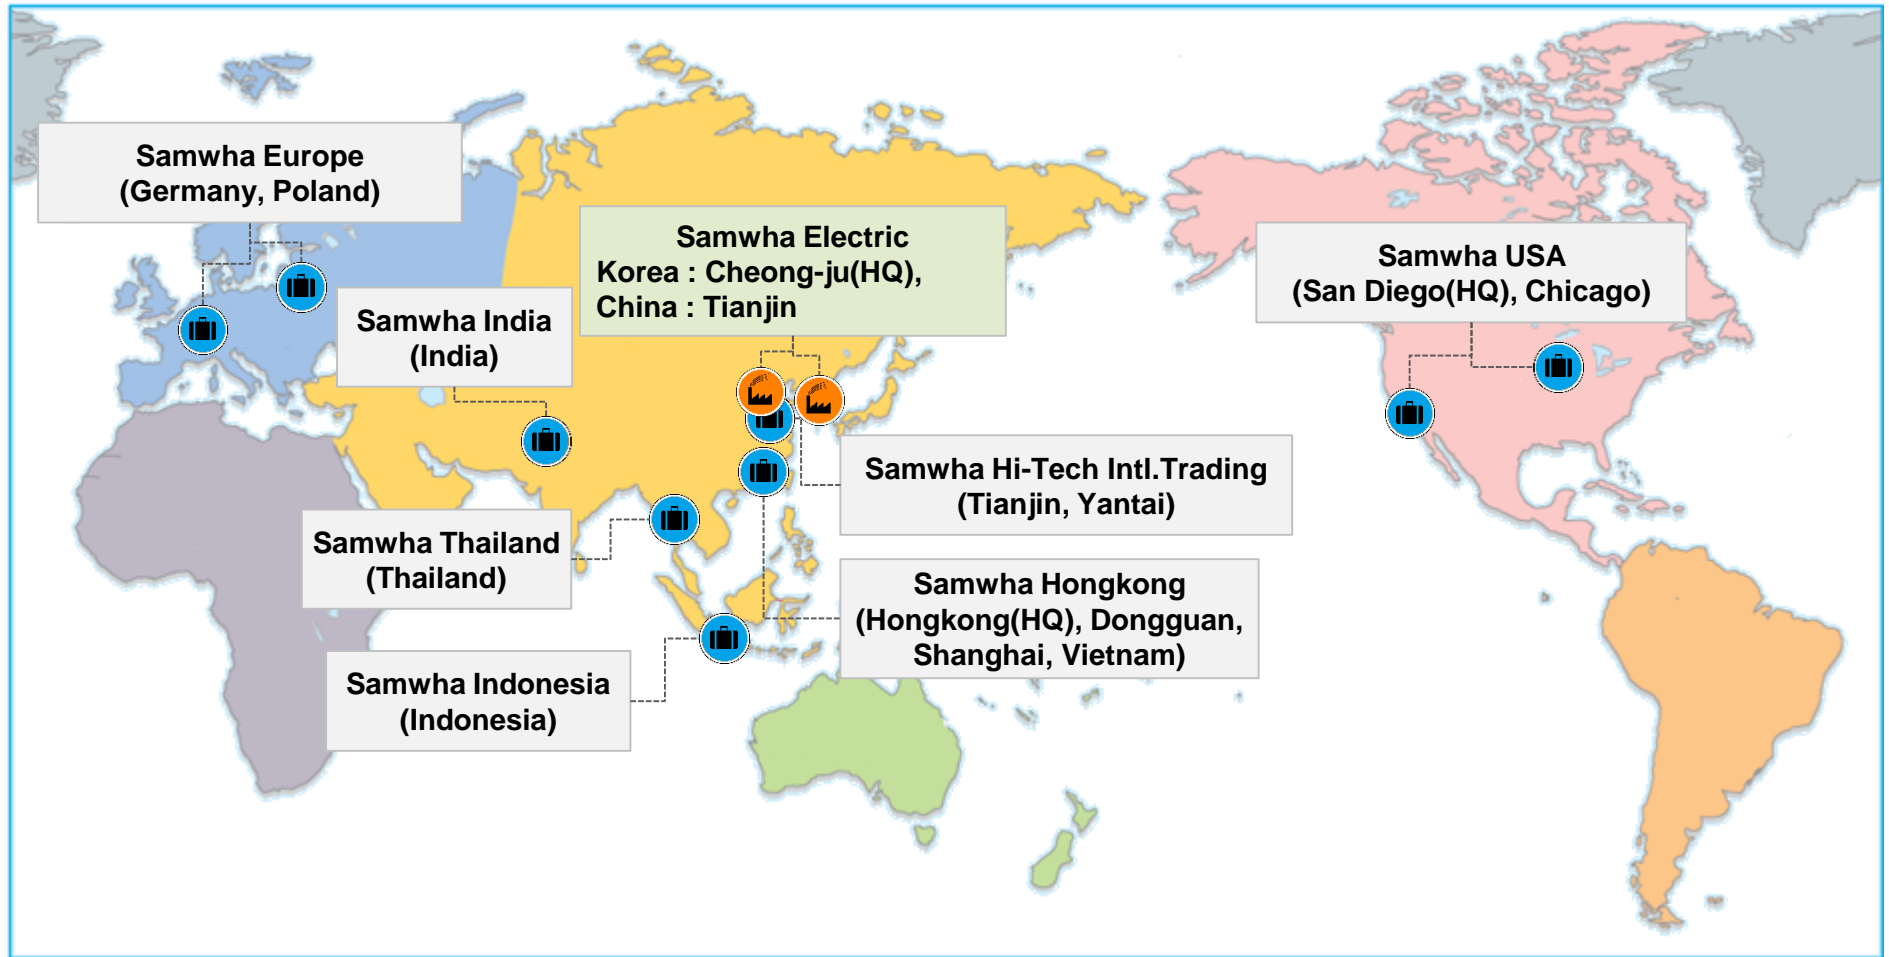 Samwha Europe
(Germany, Poland)
Samwha Electric
Korea : Cheong-ju(HQ),
China : Tianjin
Samwha USA
(San Diego(HQ), Chicago)
Samwha India
(India)
Samwha Hi-Tech Intl.Trading
(Tianjin, Yantai)
Samwha Thailand
(Thailand)
Samwha Hongkong
(Hongkong(HQ), Dongguan,
Shanghai, Vietnam)
Samwha Indonesia
(Indonesia)